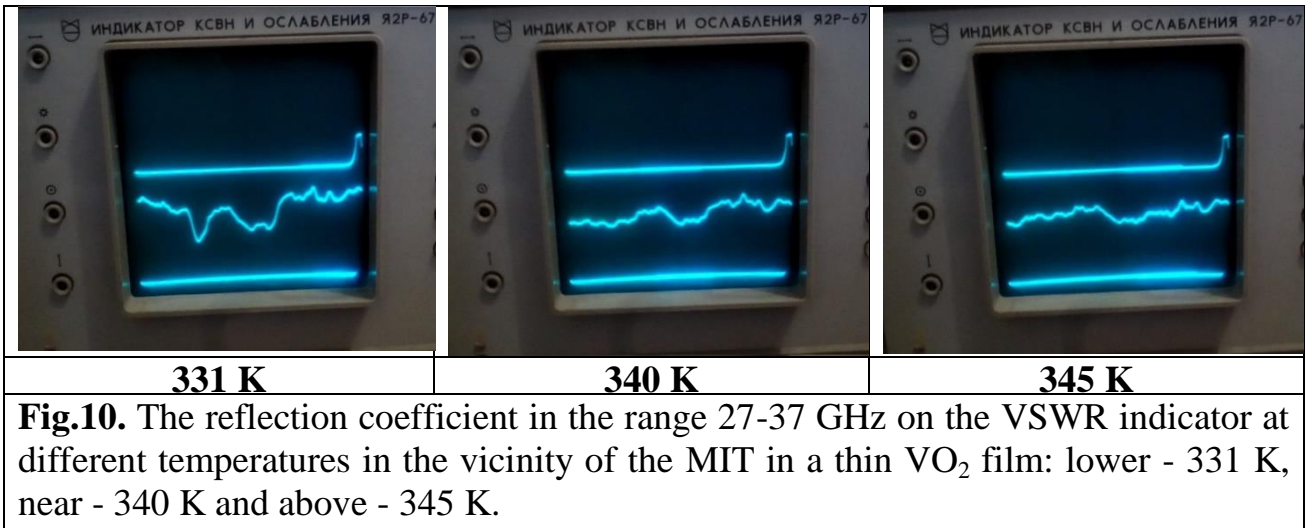 ИНДИКАТОР КСВН И ОСЛАБЛЕНИЯ Я2Р-67
ИНДИКАТОР КСВН И ОСЛАБЛЕНИЯ Я2Р-67
ИНДИКАТОР КСВН И ОСЛАБЛЕНИЯ Я2Р-67
331 K
340 K
345 K
Fig.10. The reflection coefficient in the range 27-37 GHz on the VSWR indicator at
different temperatures in the vicinity of the MIT in a thin VO₂ film: lower - 331 K,
near - 340 K and above - 345 K.